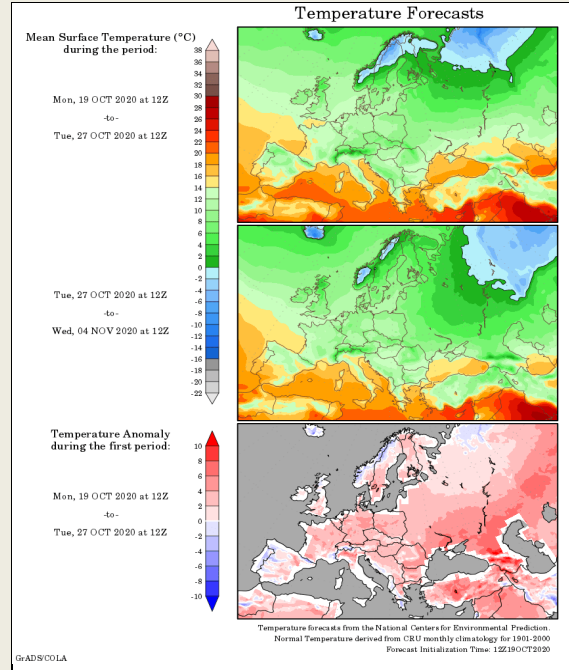 Temperature Forecasts
Mean Surface Temperature (°C)
during the period:
Mon, 19 OCT 2020 at 12Z
-to-
Tue, 27 OCT 2020 at 12Z
38
36
34
32
30
28
26
24
22
20
18
16
14
12
10
8
6
4
2
0
-2
-4
-6
-8
-10
-12
-14
-16
-18
-20
-22
Tue, 27 OCT 2020 at 12Z
-to-
Wed, 04 NOV 2020 at 12Z
Temperature Anomaly
during the first period:
Mon, 19 OCT 2020 at 12Z
-to-
Tue, 27 OCT 2020 at 12Z
10
8
6
4
2
0
-2
-4
-6
-8
-10
Temperature forecasts from the National Centers for Environmental Prediction.
Normal Temperature derived from CRU monthly climatology for 1901-2000
Forecast Initialization Time: 12Z19OCT2020
GrADS/COLA